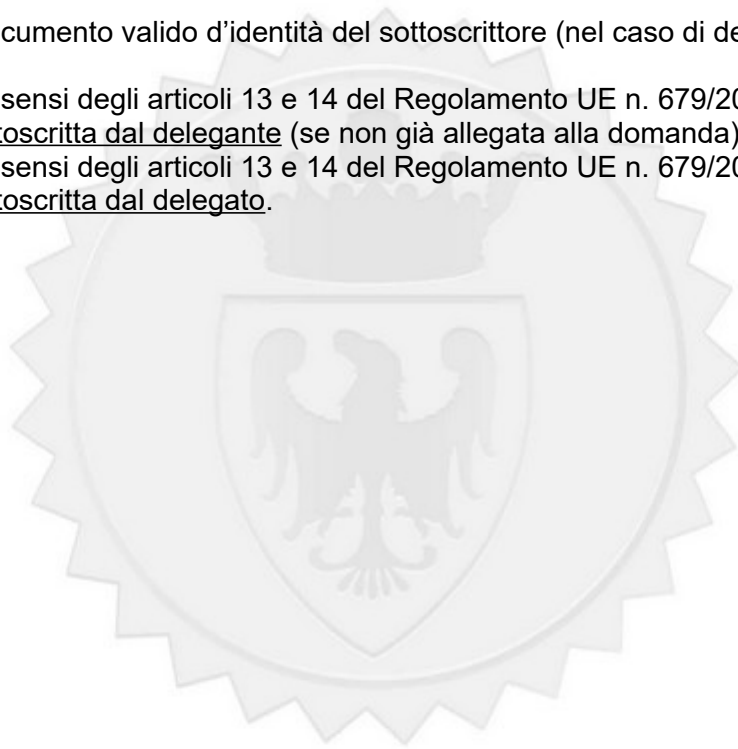 cumento valido d’identità del sottoscrittore (nel caso di de
sensi degli articoli 13 e 14 del Regolamento UE n. 679/20
toscritta dal delegante (se non già allegata alla domanda)
sensi degli articoli 13 e 14 del Regolamento UE n. 679/20
toscritta dal delegato.